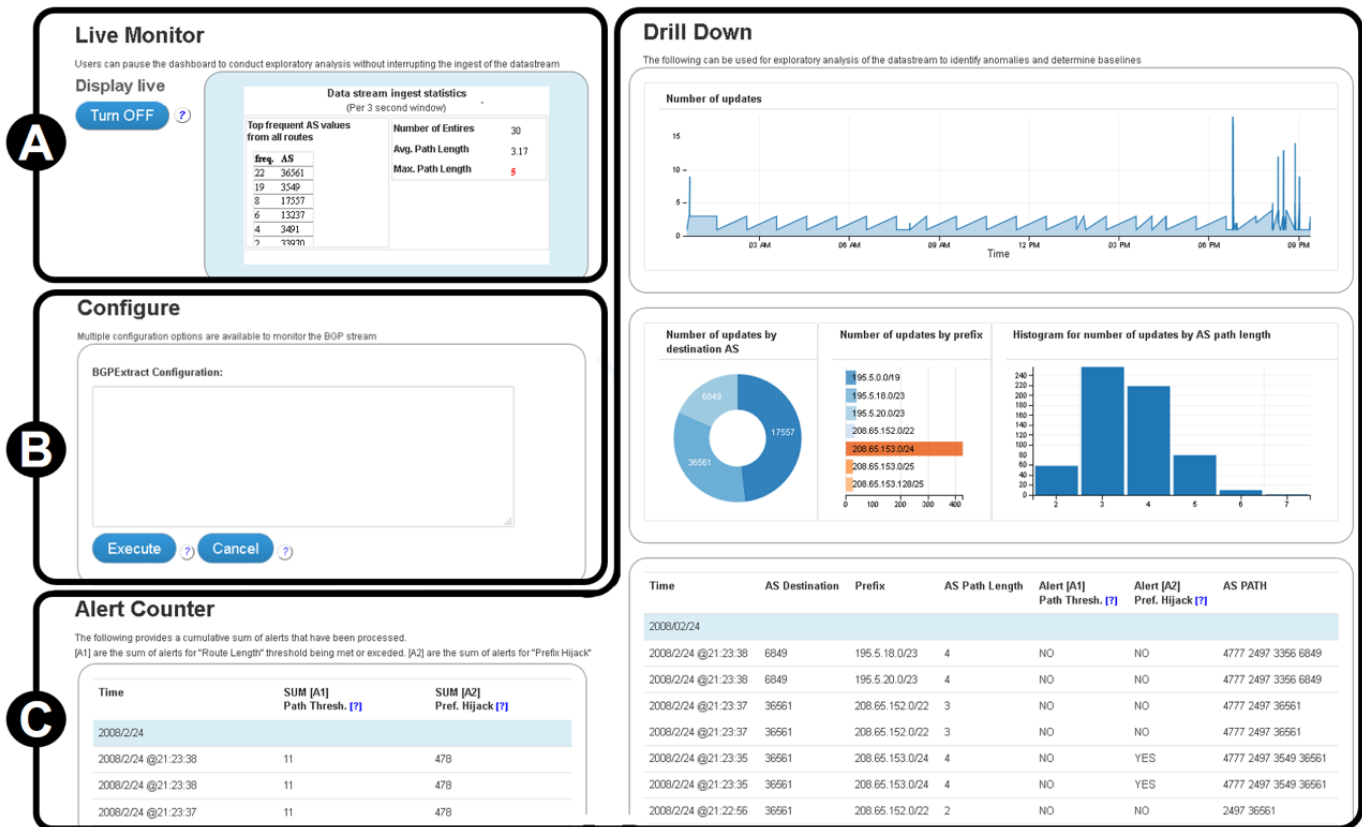 A
Live Monitor
Users can pause the dashboard to conduct exploratory analysis without interrupting the ingest of the datastream
Display live
Turn OFF ?
Data stream ingest statistics
(Per 3 second window)
Top frequent AS values
from all routes
freq. AS
22 36561
19 3549
8 17557
6 13237
4 3491
2 33970
Number of Entires 30
Avg. Path Length 3.17
Max. Path Length 5
B
Configure
Multiple configuration options are available to monitor the BGP stream
BGPExtract Configuration:
Execute ? Cancel ?
C
Alert Counter
The following provides a cumulative sum of alerts that have been processed.
[A1] are the sum of alerts for "Route Length" threshold being met or exceded. [A2] are the sum of alerts for "Prefix Hijack"
Time SUM [A1] SUM [A2]
Path Thresh. [?] Pref. Hijack [?]
2008/2/24
2008/2/24 @21:23:38 11 478
2008/2/24 @21:23:38 11 478
2008/2/24 @21:23:37 11 478
Drill Down
The following can be used for exploratory analysis of the datastream to identify anomalies and determine baselines
Number of updates
15
10
5
0
03 AM 06 AM 09 AM 12 PM 03 PM 06 PM 09 PM
Time
Number of updates by
destination AS
6849
17557
36561
Number of updates by prefix
195.5.0.0/19
195.5.18.0/23
195.5.20.0/23
208.65.152.0/22
208.65.153.0/24
208.65.153.0/25
208.65.153.128/25
0 100 200 300 400
Histogram for number of updates by AS path length
240
220
200
180
160
140
120
100
80
60
40
20
0
2 3 4 5 6 7
Time AS Destination Prefix AS Path Length Alert [A1] Alert [A2] AS PATH
Path Thresh. [?] Pref. Hijack [?]
2008/02/24
2008/2/24 @21:23:38 6849 195.5.18.0/23 4 NO NO 4777 2497 3356 6849
2008/2/24 @21:23:38 6849 195.5.20.0/23 4 NO NO 4777 2497 3356 6849
2008/2/24 @21:23:37 36561 208.65.152.0/22 3 NO NO 4777 2497 36561
2008/2/24 @21:23:37 36561 208.65.152.0/22 3 NO NO 4777 2497 36561
2008/2/24 @21:23:35 36561 208.65.153.0/24 4 NO YES 4777 2497 3549 36561
2008/2/24 @21:23:35 36561 208.65.153.0/24 4 NO YES 4777 2497 3549 36561
2008/2/24 @21:22:56 36561 208.65.152.0/22 2 NO NO 2497 36561